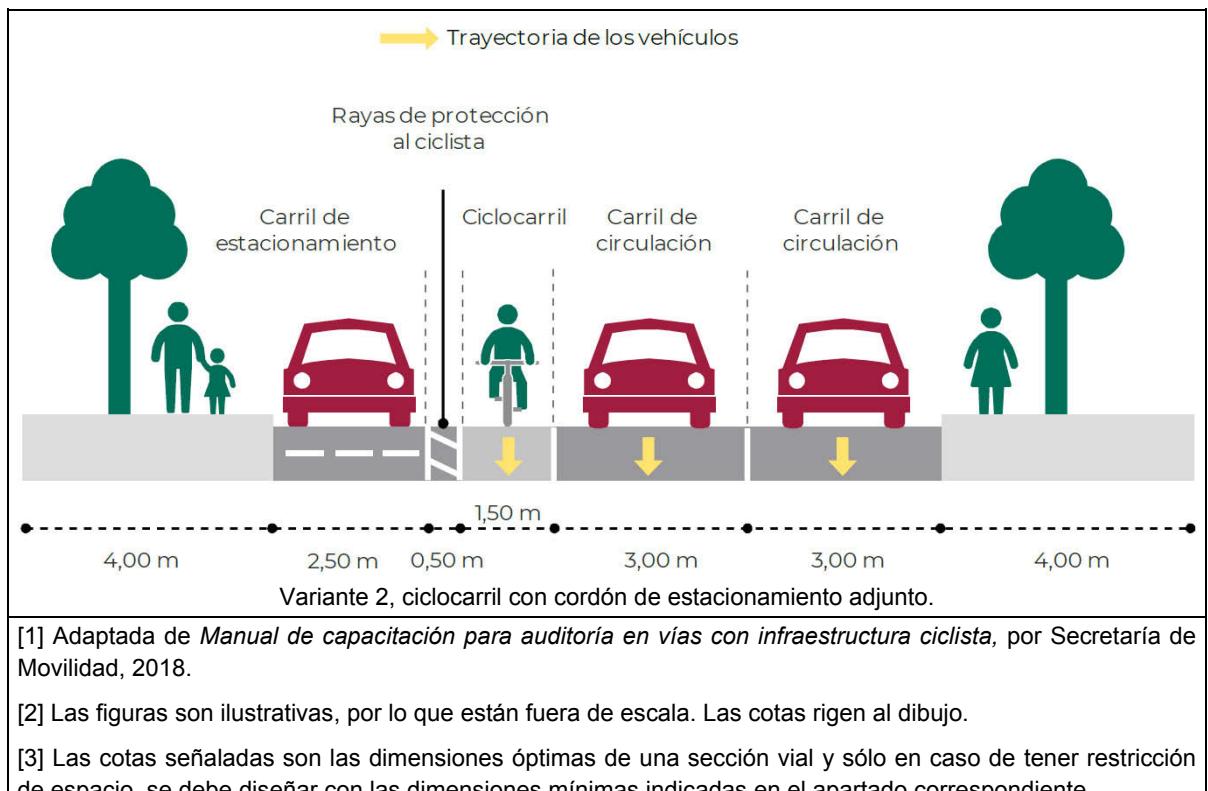 Trayectoria de los vehículos
Rayas de protección
al ciclista
Carril de
estacionamiento
Ciclocarril
Carril de
circulación
Carril de
circulación
1,50 m
4,00 m
2,50 m
0,50 m
3,00 m
3,00 m
4,00 m
Variante 2, ciclocarril con cordón de estacionamiento adjunto.
[1] Adaptada de Manual de capacitación para auditoría en vías con infraestructura ciclista, por Secretaría de
Movilidad, 2018.
[2] Las figuras son ilustrativas, por lo que están fuera de escala. Las cotas rigen al dibujo.
[3] Las cotas señaladas son las dimensiones óptimas de una sección vial y sólo en caso de tener restricción
de espacio, se debe diseñar con las dimensiones mínimas indicadas en el apartado correspondiente